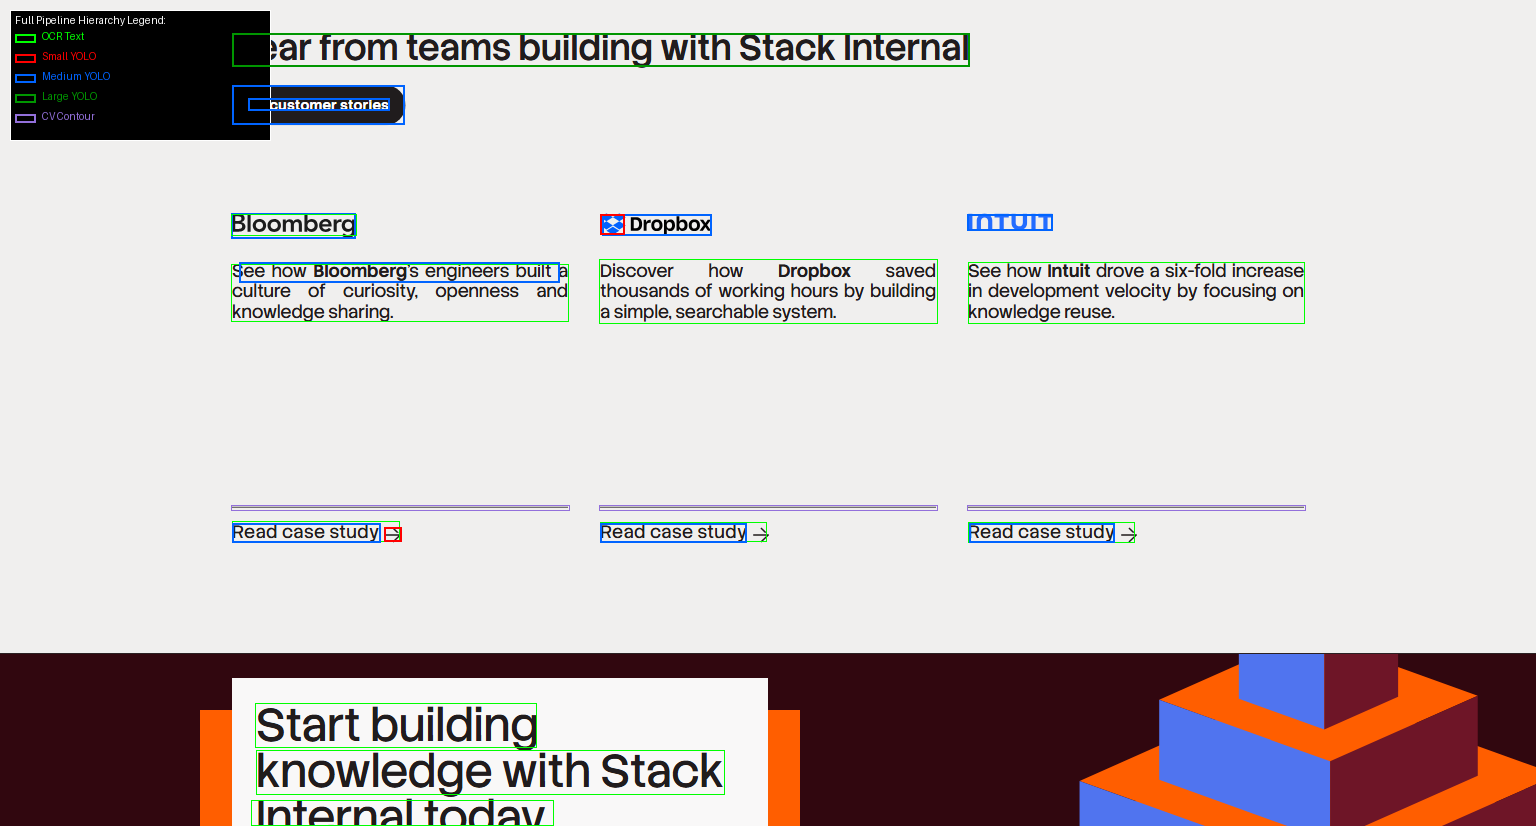 Full Pipeline Hierarchy Legend:
OCR Text
Small YOLO
Medium YOLO
Large YOLO
CV Contour
ear from teams building with Stack Internal
customer stories
Bloomberg
See how Bloomberg's engineers built a
culture of curiosity, openness and
knowledge sharing.
Read case study →
Dropbox
Discover how Dropbox saved
thousands of working hours by building
a simple, searchable system.
Read case study →
INTUIT
See how Intuit drove a six-fold increase
in development velocity by focusing on
knowledge reuse.
Read case study →
Start building
knowledge with Stack
Internal today.